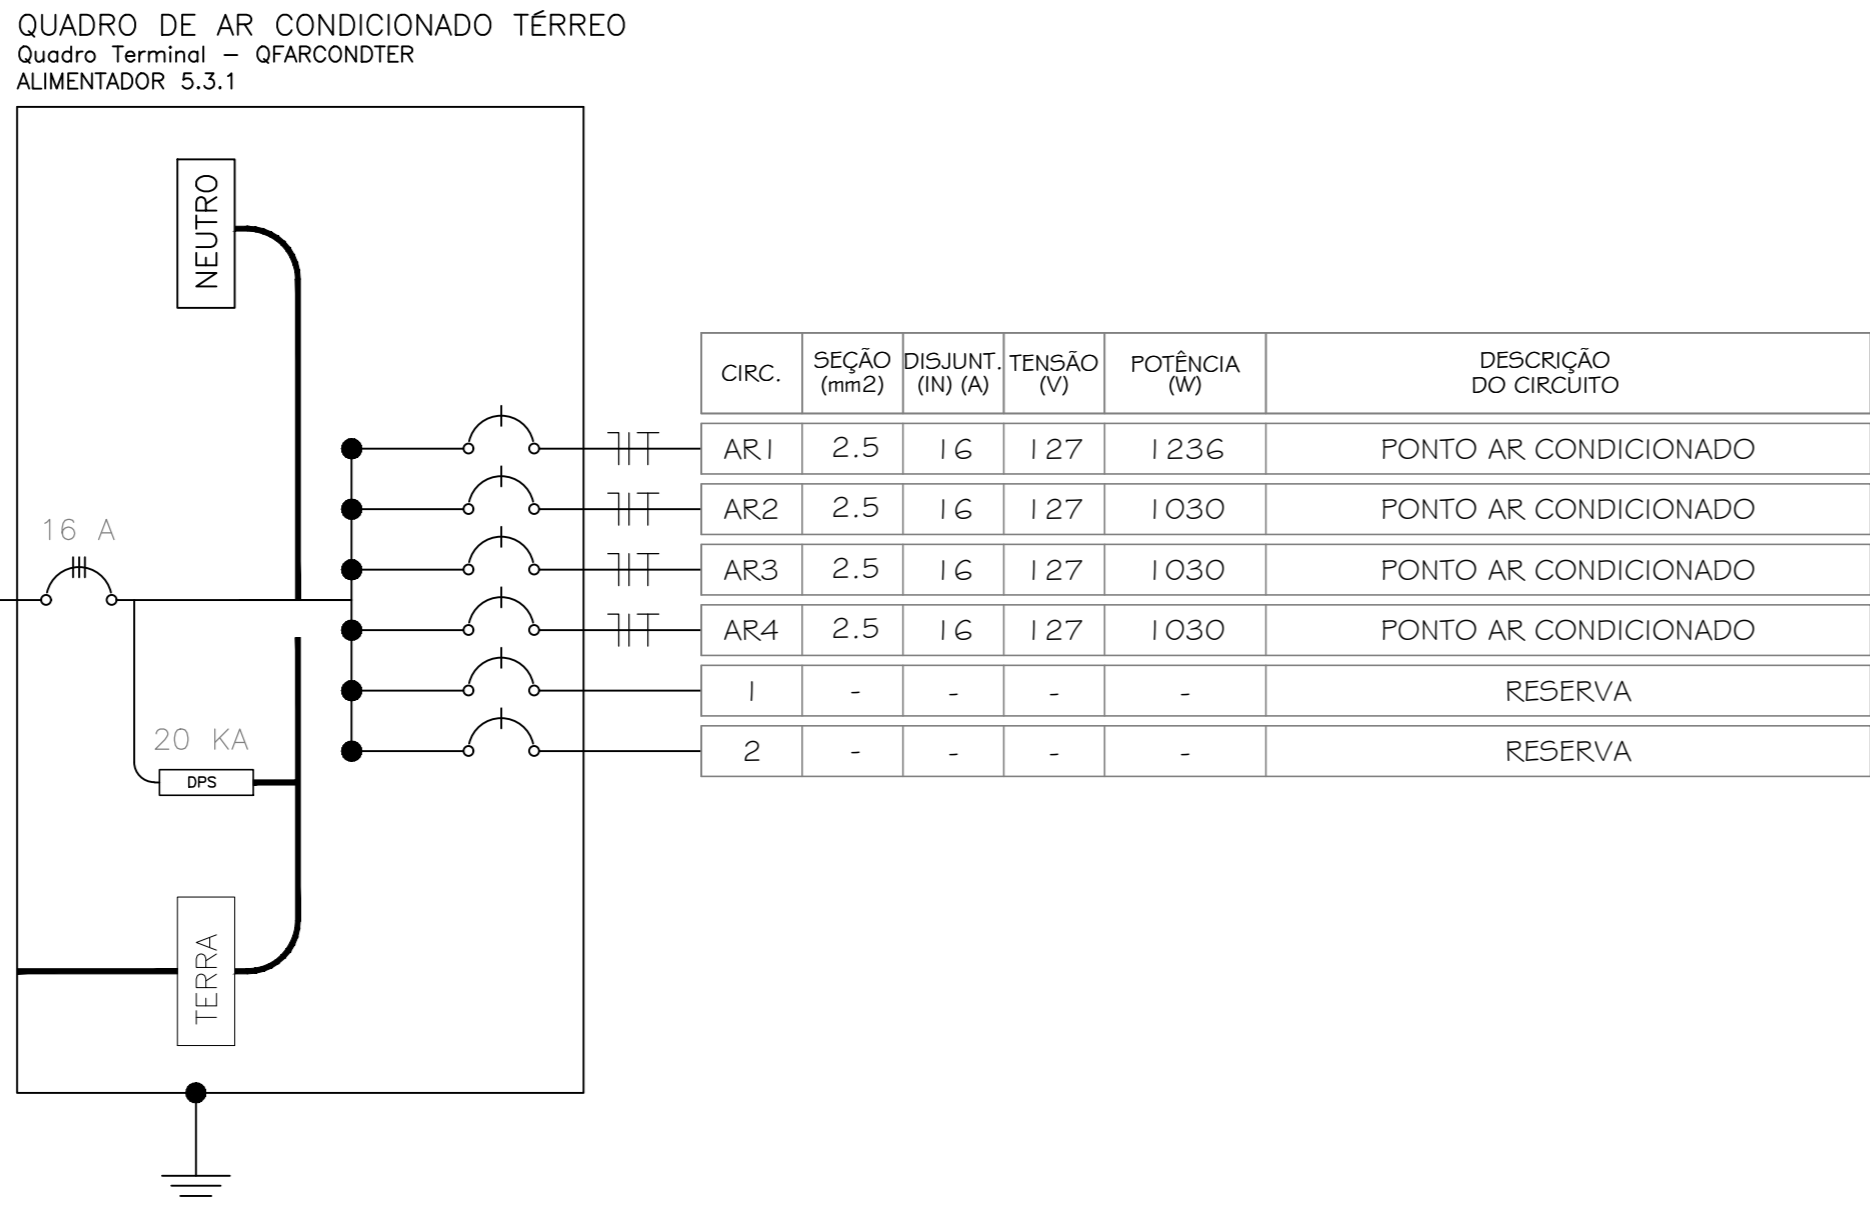 QUADRO DE AR CONDICIONADO TÉRREO
Quadro Terminal – QFARCONDTER
ALIMENTADOR 5.3.1
NEUTRO
16 A
20 KA
DPS
TERRA
CIRC. SEÇÃO (mm2) DISJUNT. (IN) (A) TENSÃO (V) POTÊNCIA (W) DESCRIÇÃO DO CIRCUITO
AR1 2.5 16 127 1236 PONTO AR CONDICIONADO
AR2 2.5 16 127 1030 PONTO AR CONDICIONADO
AR3 2.5 16 127 1030 PONTO AR CONDICIONADO
AR4 2.5 16 127 1030 PONTO AR CONDICIONADO
1 - - - - RESERVA
2 - - - - RESERVA